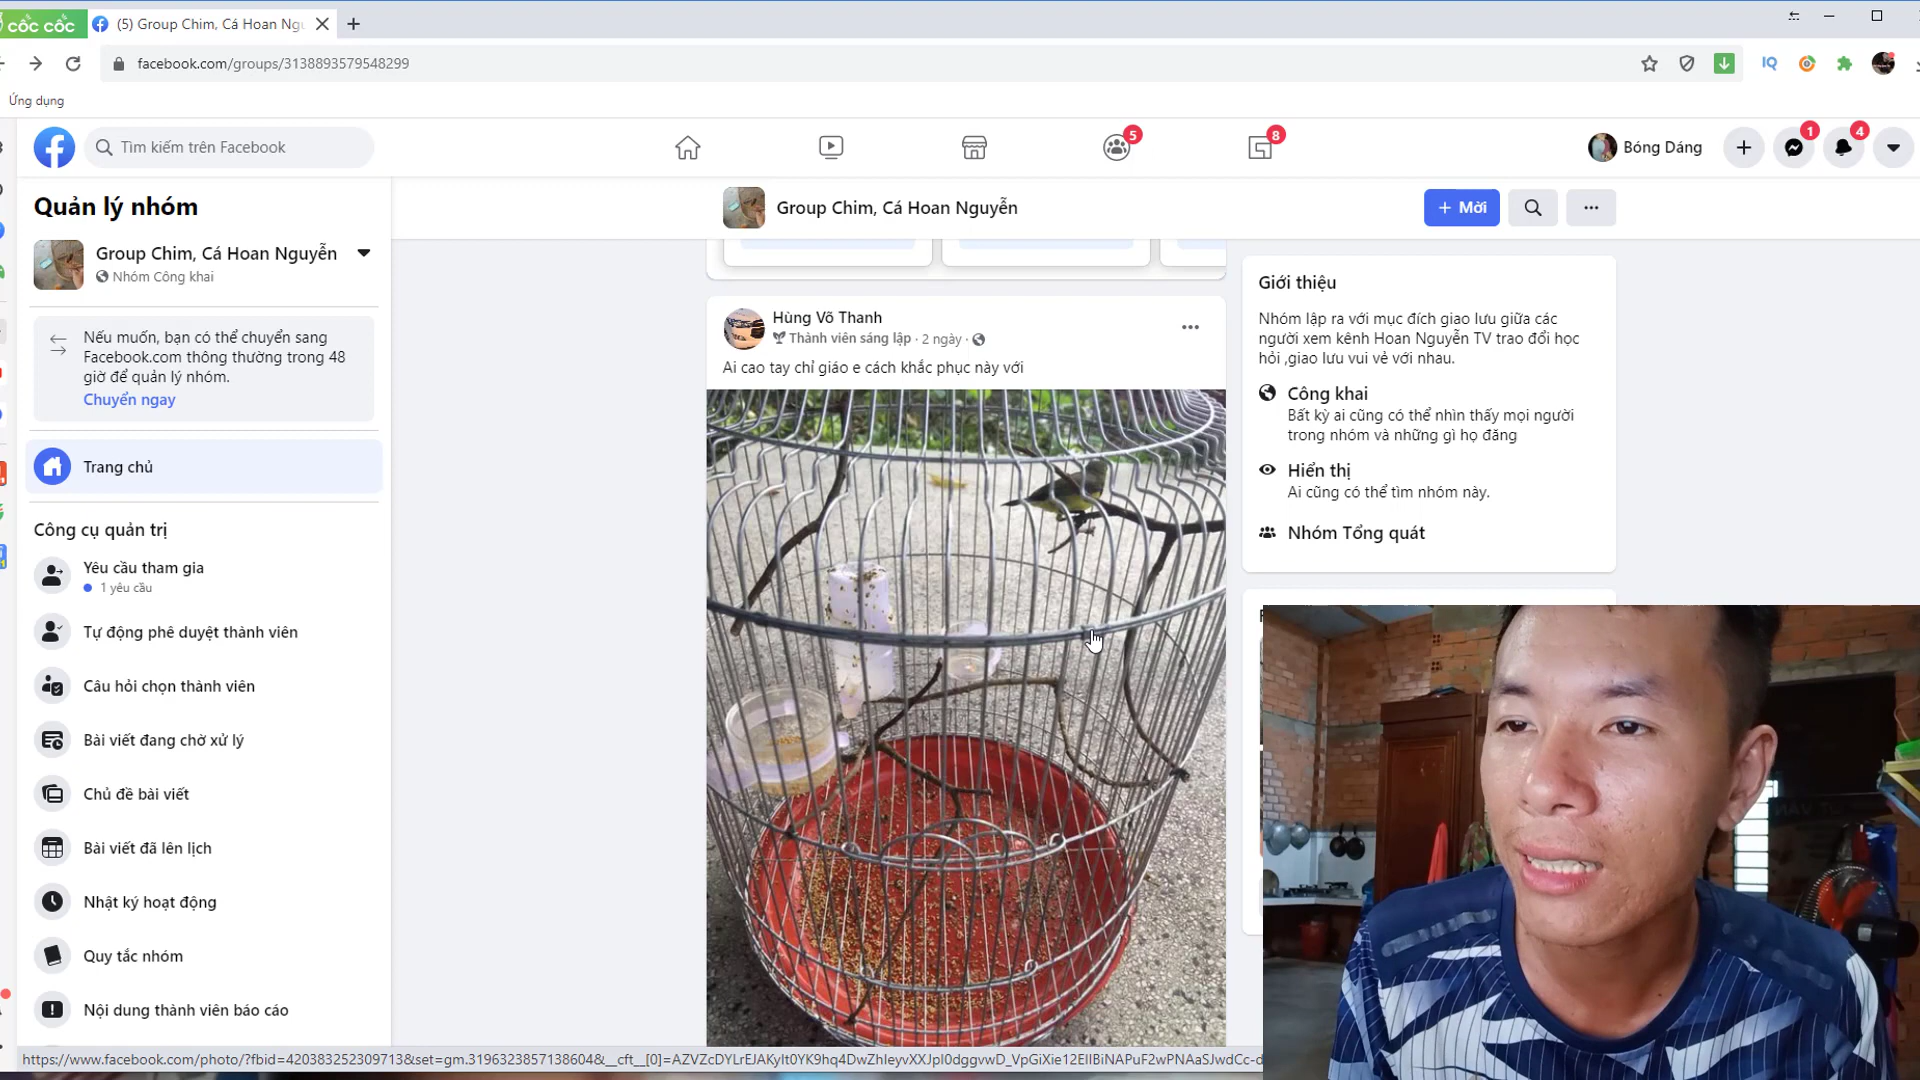 cốc cốc
(5) Group Chim, Cá Hoan Ngu
facebook.com/groups/3138893579548299
IQ
Ứng dụng
Tìm kiếm trên Facebook
5
8
Bóng Dáng
1
4
Quản lý nhóm
Group Chim, Cá Hoan Nguyễn
Nhóm Công khai
Nếu muốn, bạn có thể chuyển sang
Facebook.com thông thường trong 48
giờ để quản lý nhóm.
Chuyển ngay
Trang chủ
Công cụ quản trị
Yêu cầu tham gia
1 yêu cầu
Tự động phê duyệt thành viên
Câu hỏi chọn thành viên
Bài viết đang chờ xử lý
Chủ đề bài viết
Bài viết đã lên lịch
Nhật ký hoạt động
Quy tắc nhóm
Nội dung thành viên báo cáo
Group Chim, Cá Hoan Nguyễn
+ Mời
Hùng Võ Thanh
Thành viên sáng lập · 2 ngày ·
Ai cao tay chỉ giáo e cách khắc phục này với
Giới thiệu
Nhóm lập ra với mục đích giao lưu giữa các
người xem kênh Hoan Nguyễn TV trao đổi học
hỏi ,giao lưu vui vẻ với nhau.
Công khai
Bất kỳ ai cũng có thể nhìn thấy mọi người
trong nhóm và những gì họ đăng
Hiển thị
Ai cũng có thể tìm nhóm này.
Nhóm Tổng quát
https://www.facebook.com/photo/?fbid=420383252309713&set=gm.3196323857138604&__cft__[0]=